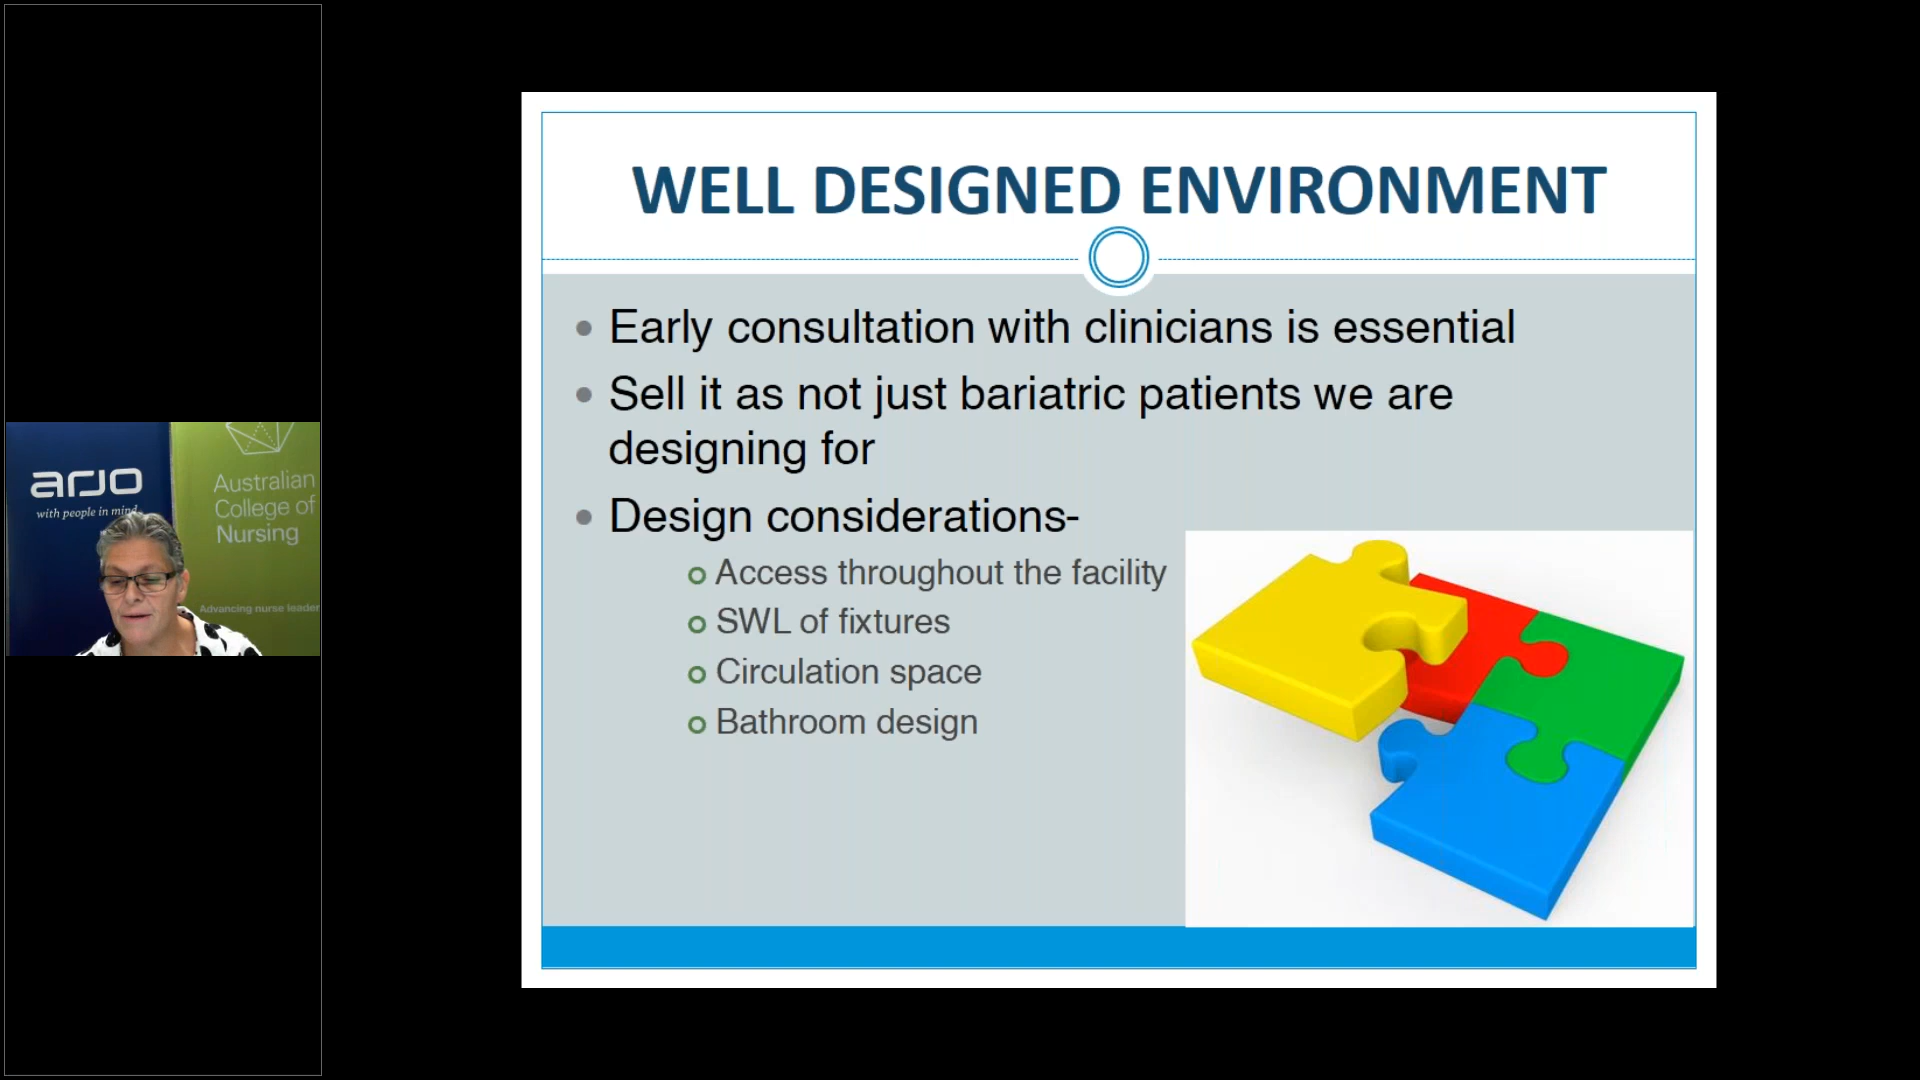 WELL DESIGNED ENVIRONMENT
Early consultation with clinicians is essential
Sell it as not just bariatric patients we are
designing for
Design considerations-
Access throughout the facility
SWL of fixtures
Circulation space
Bathroom design
arjo
with people in mind
Australian
College of
Nursing
Advancing nurse leader